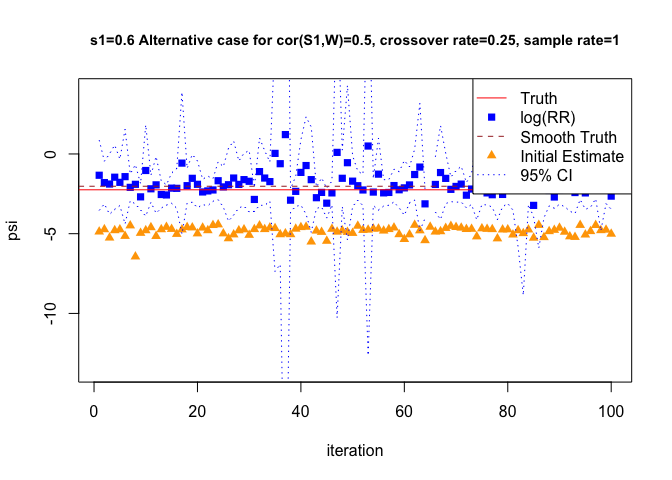 s1=0.6 Alternative case for cor(S1,W)=0.5, crossover rate=0.25, sample rate=1
Truth
log(RR)
Smooth Truth
Initial Estimate
95% CI
psi
0
-5
-10
0 20 40 60 80 100
iteration